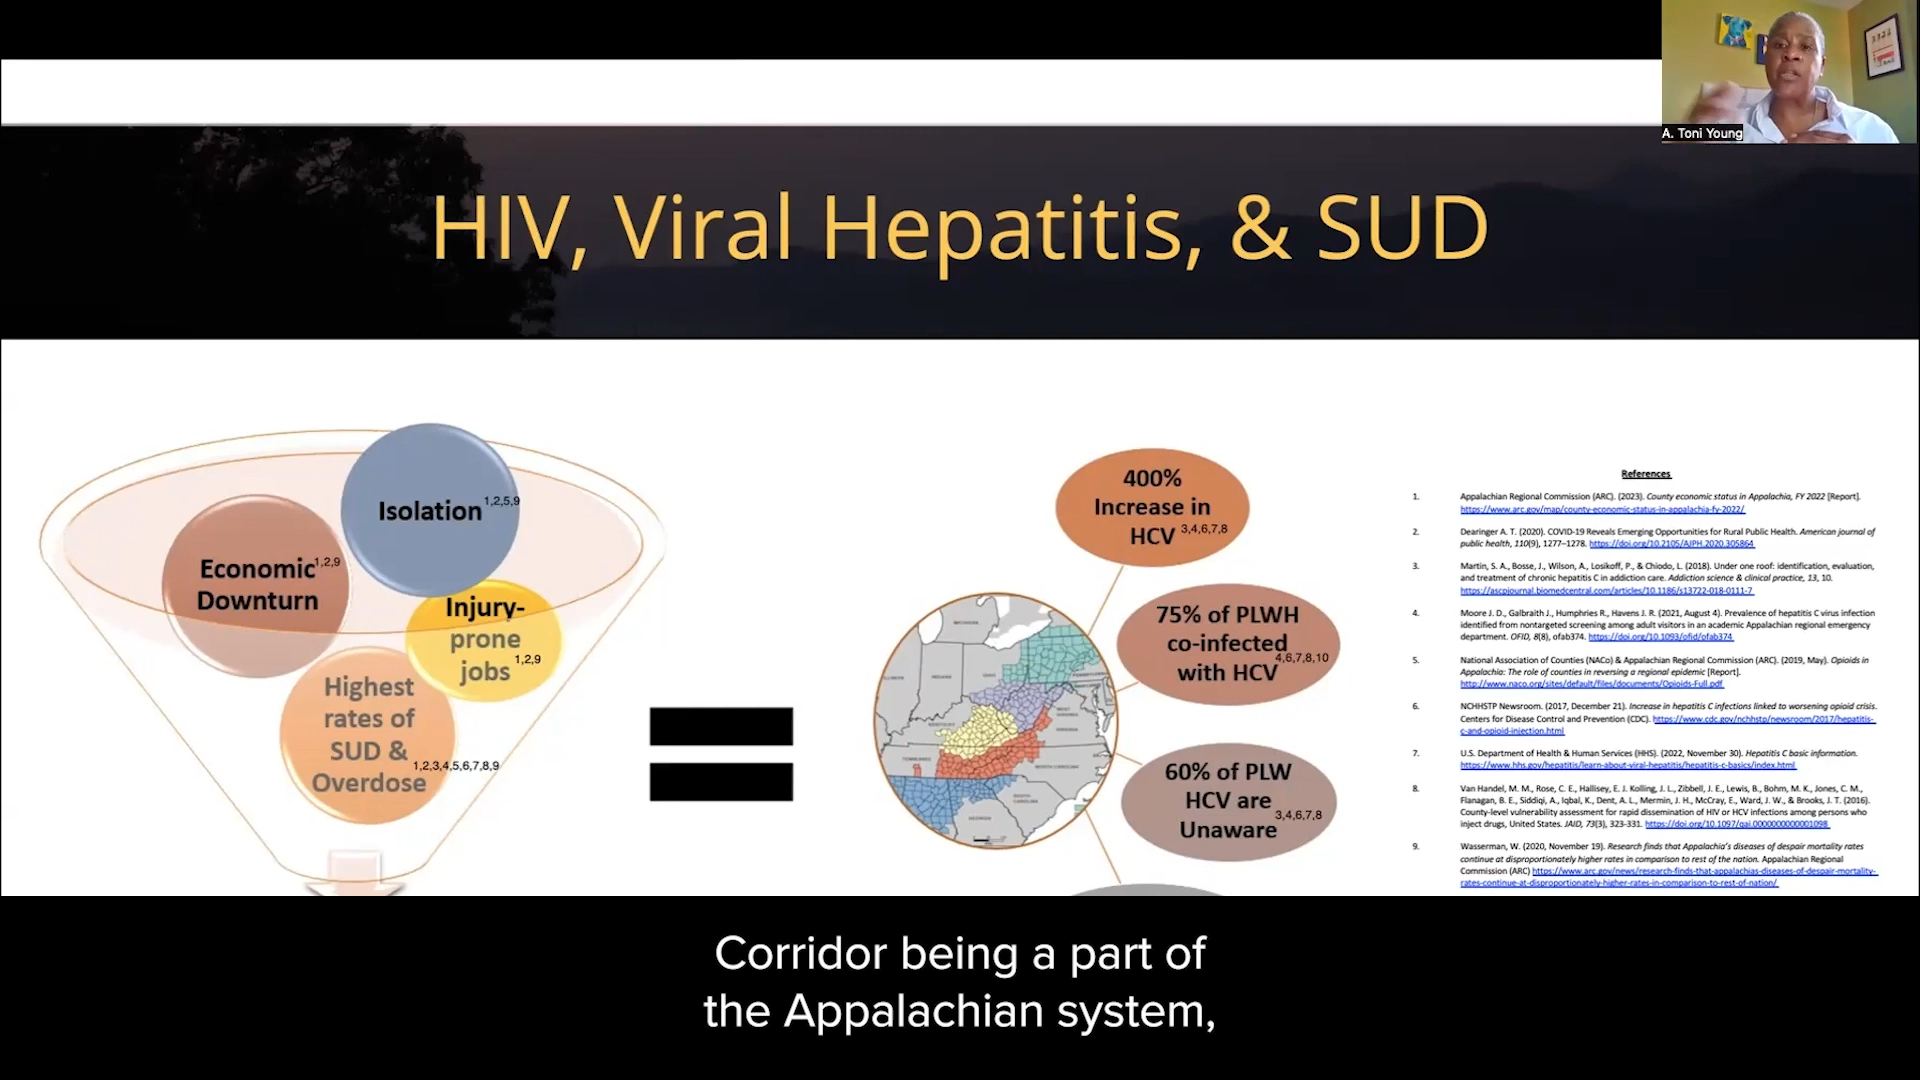 A. Toni Young
HIV, Viral Hepatitis, & SUD
Isolation 1,2,5,9
Economic 1,2,9
Downturn
Injury-
prone
jobs 1,2,9
Highest
rates of
SUD &
Overdose 1,2,3,4,5,6,7,8,9
400%
Increase in
HCV 3,4,6,7,8
75% of PLWH
co-infected
with HCV 4,6,7,8,10
60% of PLW
HCV are
Unaware 3,4,6,7,8
References
1. Appalachian Regional Commission (ARC). (2023). County economic status in Appalachia, FY 2022 [Report].
https://www.arc.gov/map/county-economic-status-in-appalachia-fy-2022/
2. Dearinger A. T. (2020). COVID-19 Reveals Emerging Opportunities for Rural Public Health. American journal of
public health, 110(9), 1277–1278. https://doi.org/10.2105/AJPH.2020.305864
3. Martin, S. A., Bosse, J., Wilson, A., Losikoff, P., & Chiodo, L. (2018). Under one roof: identification, evaluation,
and treatment of chronic hepatitis C in addiction care. Addiction science & clinical practice, 13, 10.
https://ascpjournal.biomedcentral.com/articles/10.1186/s13722-018-0111-7
4. Moore J. D., Galbraith J., Humphries R., Havens J. R. (2021, August 4). Prevalence of hepatitis C virus infection
identified from nontargeted screening among adult visitors in an academic Appalachian regional emergency
department. OFID, 8(8), ofab374. https://doi.org/10.1093/ofid/ofab374
5. National Association of Counties (NACo) & Appalachian Regional Commission (ARC). (2019, May). Opioids in
Appalachia: The role of counties in reversing a regional epidemic [Report].
http://www.naco.org/sites/default/files/documents/Opioids-Full.pdf
6. NCHHSTP Newsroom. (2017, December 21). Increase in hepatitis C infections linked to worsening opioid crisis.
Centers for Disease Control and Prevention (CDC). https://www.cdc.gov/nchhstp/newsroom/2017/hepatitis-
c-and-opioid-injection.html
7. U.S. Department of Health & Human Services (HHS). (2022, November 30). Hepatitis C basic information.
https://www.hhs.gov/hepatitis/learn-about-viral-hepatitis/hepatitis-c-basics/index.html
8. Van Handel, M. M., Rose, C. E., Hallisey, E. J. Kolling, J. L., Zibbell, J. E., Lewis, B., Bohm, M. K., Jones, C. M.,
Flanagan, B. E., Siddiqi, A., Iqbal, K., Dent, A. L., Mermin, J. H., McCray, E., Ward, J. W., & Brooks, J. T. (2016).
County-level vulnerability assessment for rapid dissemination of HIV or HCV infections among persons who
inject drugs, United States. JAID, 73(3), 323-331. https://doi.org/10.1097/qai.0000000000001098
9. Wasserman, W. (2020, November 19). Research finds that Appalachia's diseases of despair mortality rates
continue at disproportionately higher rates in comparison to rest of the nation. Appalachian Regional
Commission (ARC) https://www.arc.gov/news/research-finds-that-appalachias-diseases-of-despair-mortality-
rates-continue-at-disproportionately-higher-rates-in-comparison-to-rest-of-nation/
Corridor being a part of
the Appalachian system,